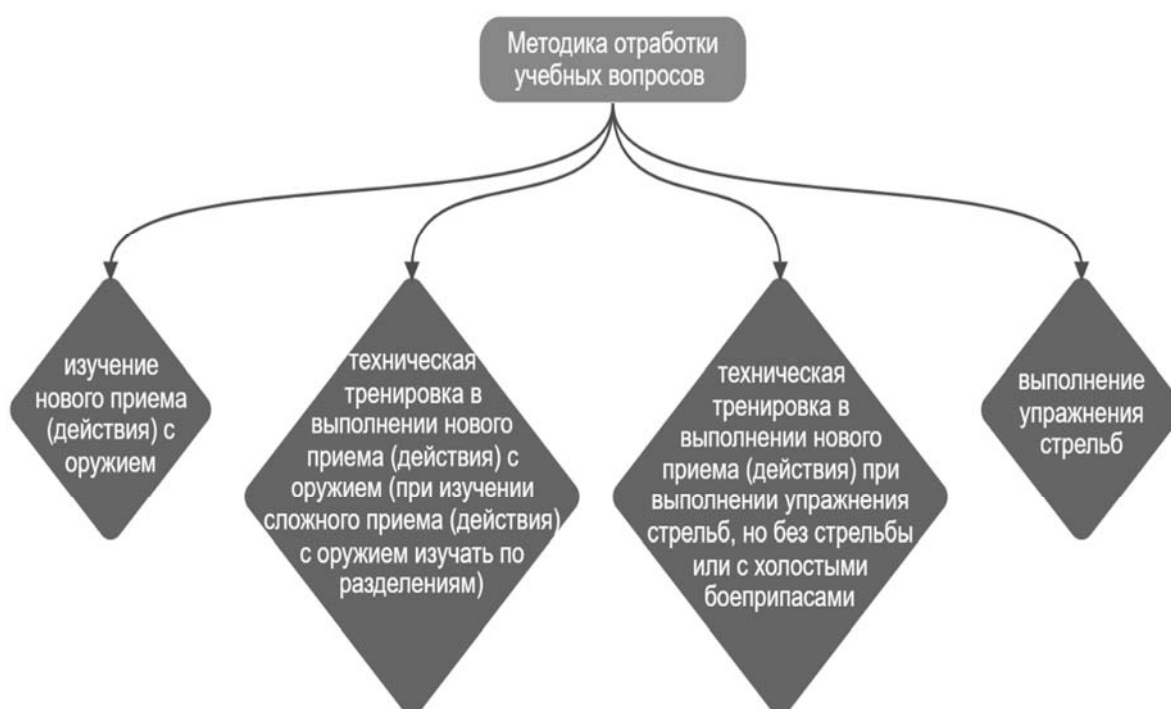 Методика отработки
учебных вопросов
изучение
нового приема
(действия) с
оружием
техническая
тренировка в
выполнении нового
приема (действия) с
оружием (при изучении
сложного приема (действия)
с оружием изучать по
разделениям)
техническая
тренировка в
выполнении нового
приема (действия) при
выполнении упражнения
стрельб, но без стрельбы
или с холостыми
боеприпасами
выполнение
упражнения
стрельб